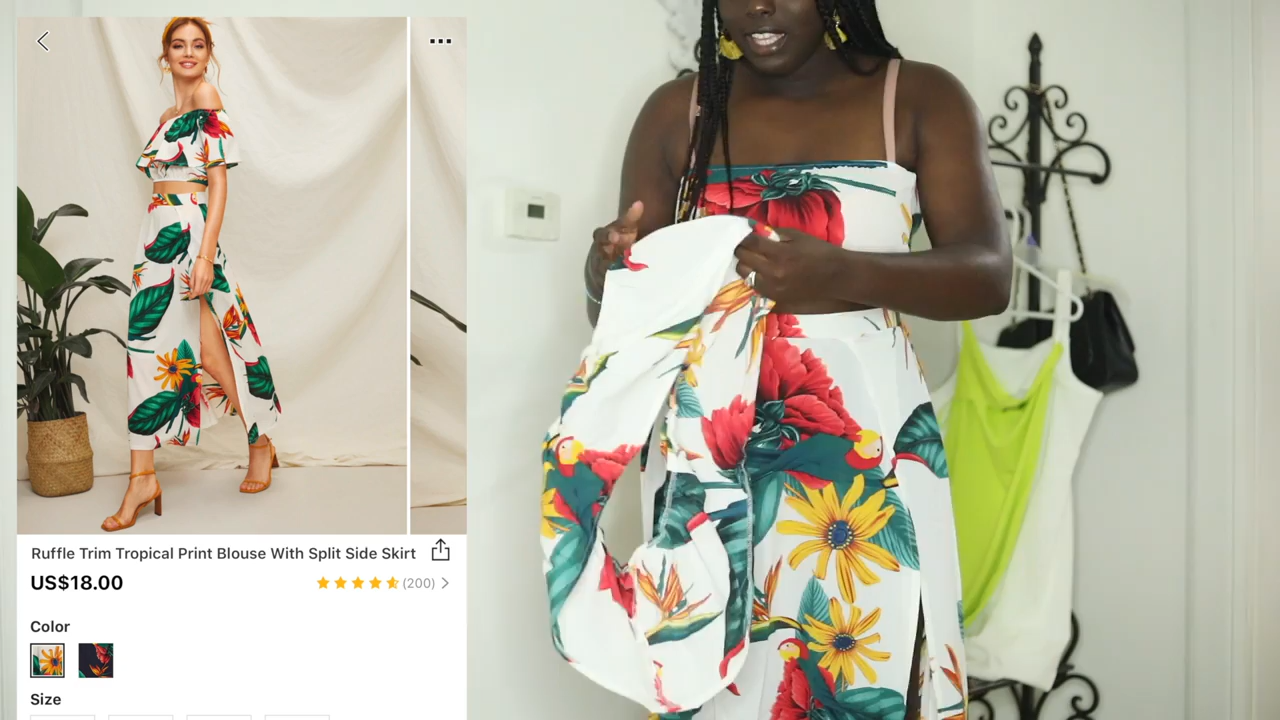 Ruffle Trim Tropical Print Blouse With Split Side Skirt
US$18.00
(200)
Color
Size